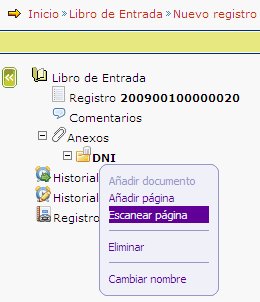 Inicio » Libro de Entrada » Nuevo registro
«
Libro de Entrada
Registro 200900100000020
Comentarios
Anexos
DNI
Historial
Añadir documento
Añadir página
Historial
Escanear página
Registro
Eliminar
Cambiar nombre